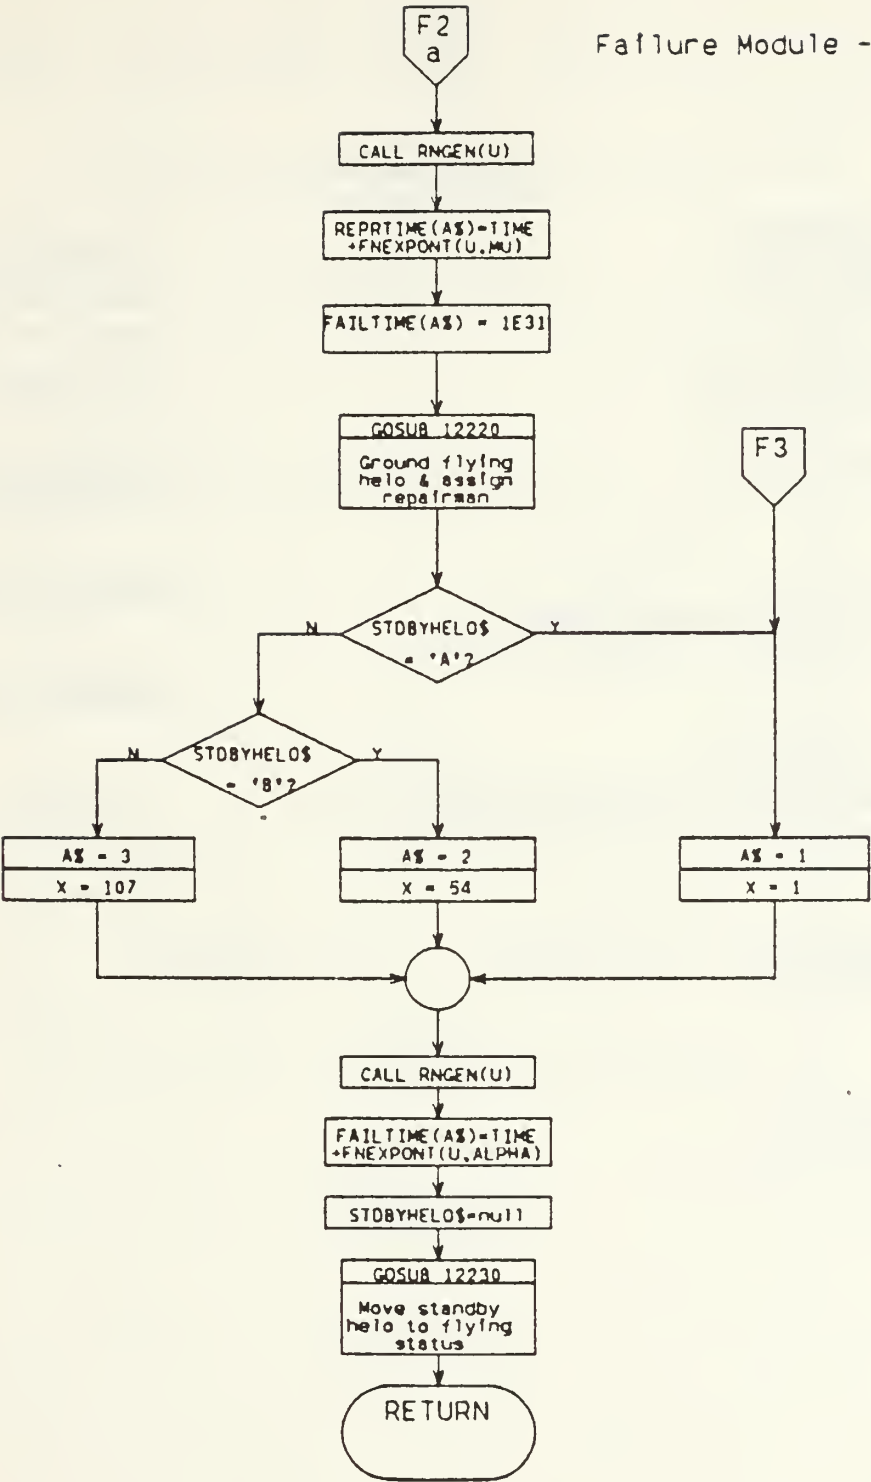 F2
a
Failure Module -
CALL RNGEN(U)
REPRTIME(A%)=TIME
+FNEXPONT(U,MU)
FAILTIME(A%) = 1E31
GOSUB 12220
Ground flying
helo & assign
repairman
F3
N
STDBYHELO$
= 'A'?
Y
N
STDBYHELO$
= 'B'?
Y
A% = 3
X = 107
A% = 2
X = 54
A% = 1
X = 1
CALL RNGEN(U)
FAILTIME(A%)=TIME
+FNEXPONT(U,ALPHA)
STDBYHELO$=null
GOSUB 12230
Move standby
helo to flying
status
RETURN